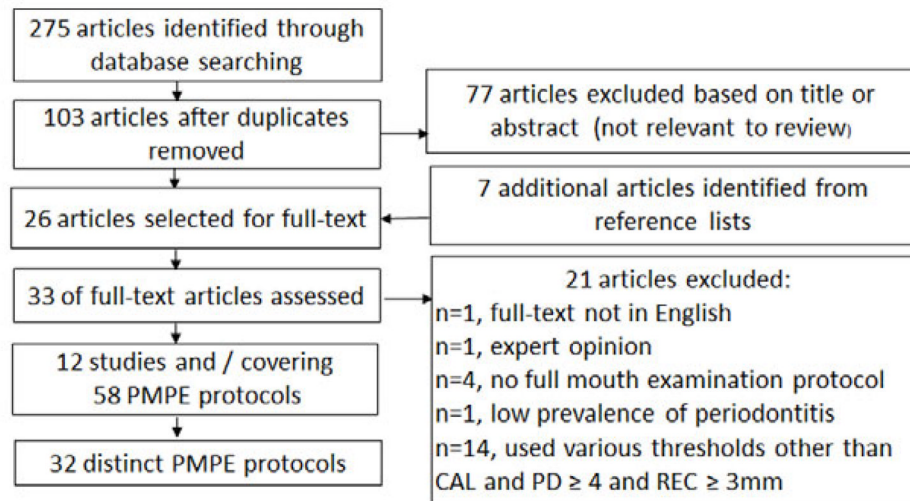 275 articles identified through
database searching
103 articles after duplicates
removed
77 articles excluded based on title or
abstract (not relevant to review)
7 additional articles identified from
reference lists
26 articles selected for full-text
33 of full-text articles assessed
21 articles excluded:
n=1, full-text not in English
n=1, expert opinion
n=4, no full mouth examination protocol
n=1, low prevalence of periodontitis
n=14, used various thresholds other than
CAL and PD ≥ 4 and REC ≥ 3mm
12 studies and / covering
58 PMPE protocols
32 distinct PMPE protocols